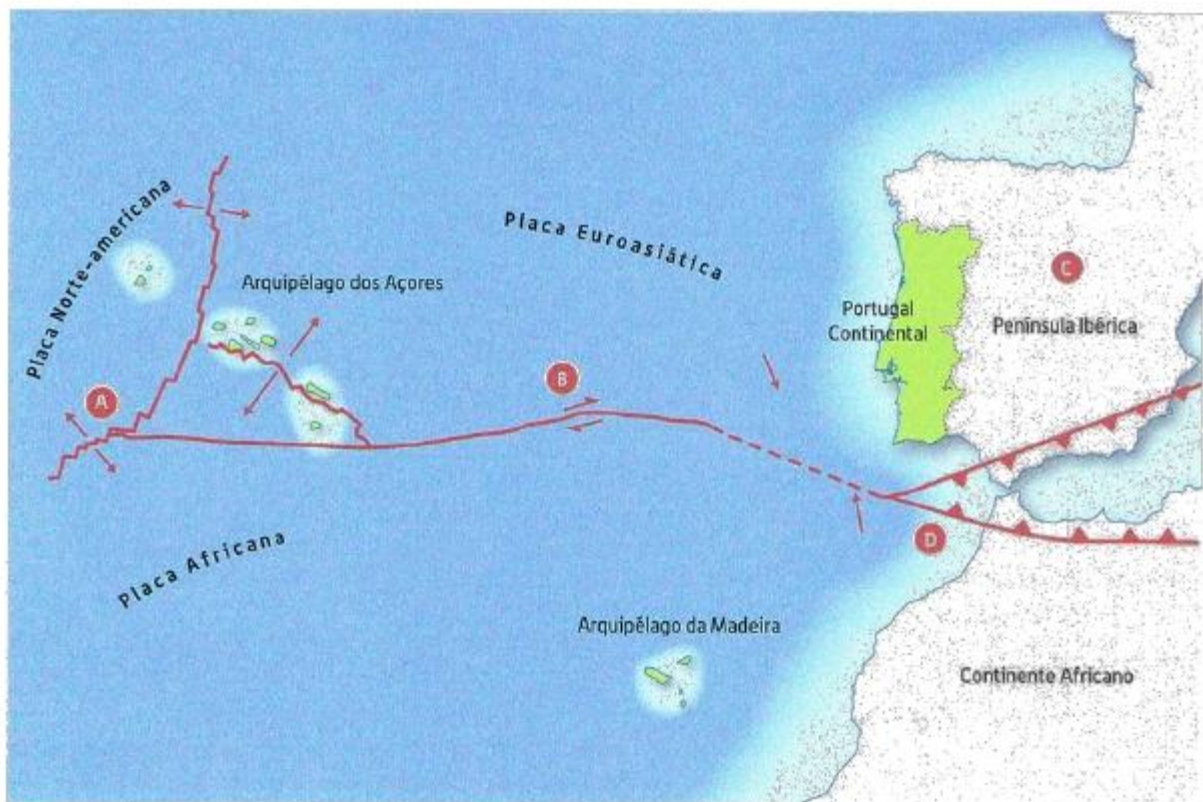 Placa Norte-americana
Placa Euroasiática
Arquipélago dos Açores
C
Portugal
Continental
Península Ibérica
A
B
Placa Africana
D
Arquipélago da Madeira
Continente Africano